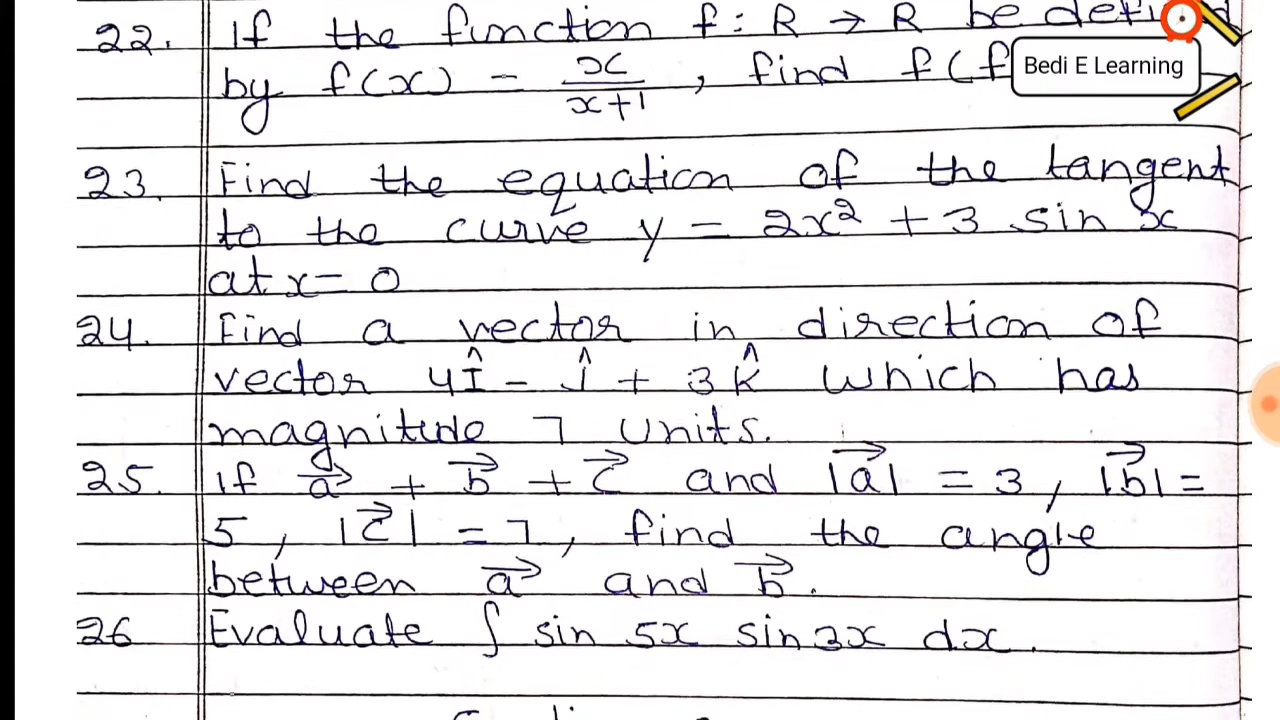 22. If the function f: R → R be
by f(x) = x/x+1 , find f(f
Bedi E Learning
23. Find the equation of the tangent
to the curve y = 2x² + 3 sin x
at x = 0
24. Find a vector in direction of
vector 4Î - Ĵ + 3K̂ which has
magnitude 7 units.
25. If a⃗ + b⃗ + c⃗ and |a⃗| = 3, |b⃗| =
5, |c⃗| = 7, find the angle
between a⃗ and b⃗.
26 Evaluate ∫ sin 5x sin 3x dx.